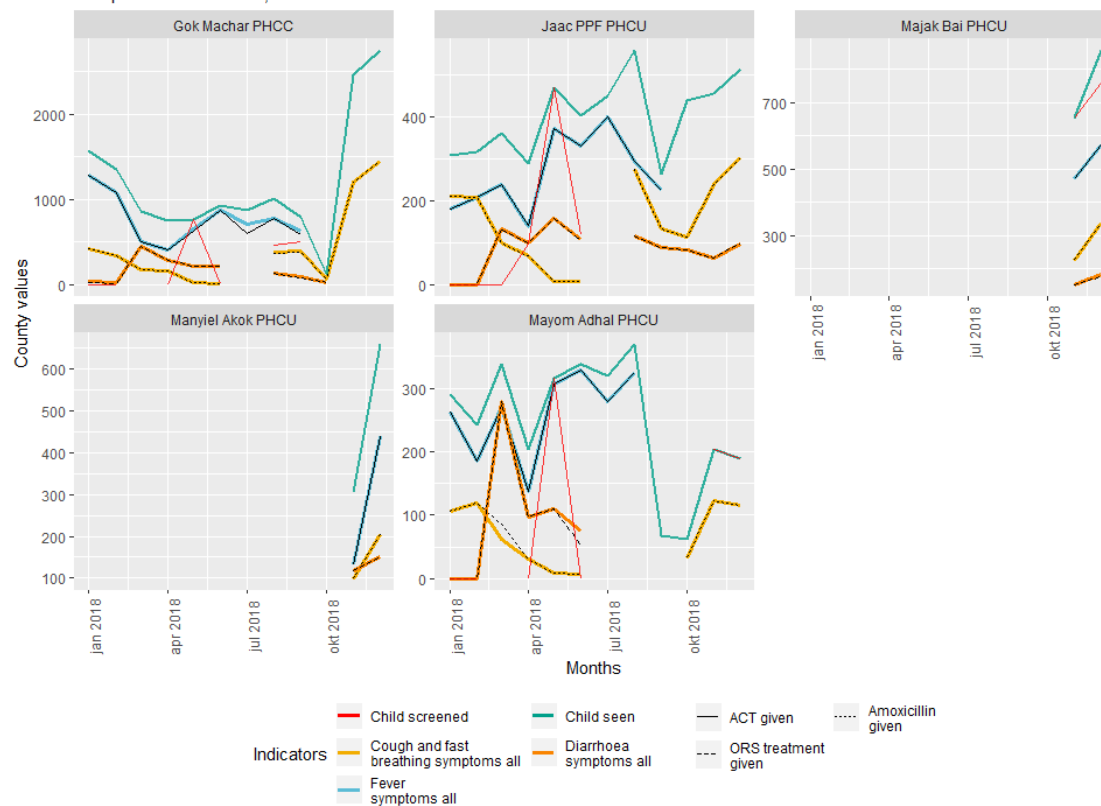 Gok Machar PHCC
Jaac PPF PHCU
Majak Bai PHCU
2000
1000
0
400
200
0
700
500
300
jan 2018
apr 2018
jul 2018
okt 2018
Manyiel Akok PHCU
Mayom Adhal PHCU
County values
600
500
400
300
200
100
300
200
100
0
jan 2018
apr 2018
jul 2018
okt 2018
jan 2018
apr 2018
jul 2018
okt 2018
Months
Indicators
Child screened
Cough and fast
breathing symptoms all
Fever
symptoms all
Child seen
Diarrhoea
symptoms all
ACT given
ORS treatment
given
Amoxicillin
given